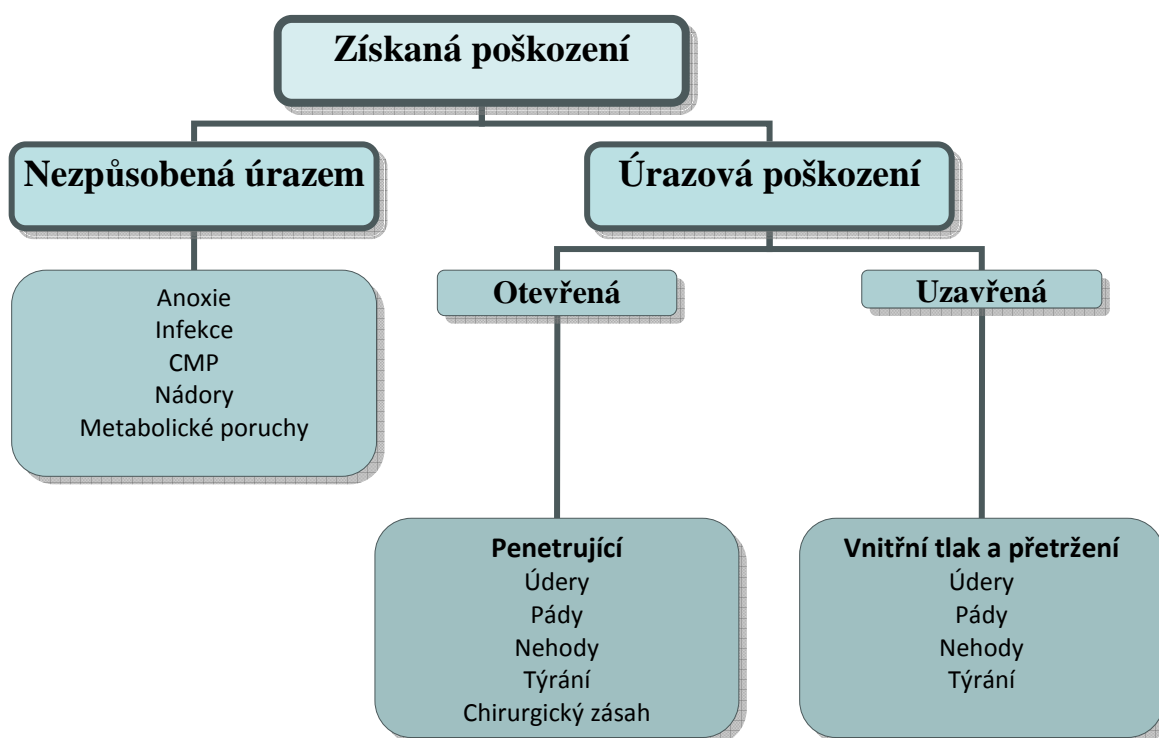 Získaná poškození
Nezpůsobená úrazem
Úrazová poškození
Anoxie
Infekce
CMP
Nádory
Metabolické poruchy
Otevřená
Uzavřená
Penetrující
Údery
Pády
Nehody
Týrání
Chirurgický zásah
Vnitřní tlak a přetržení
Údery
Pády
Nehody
Týrání